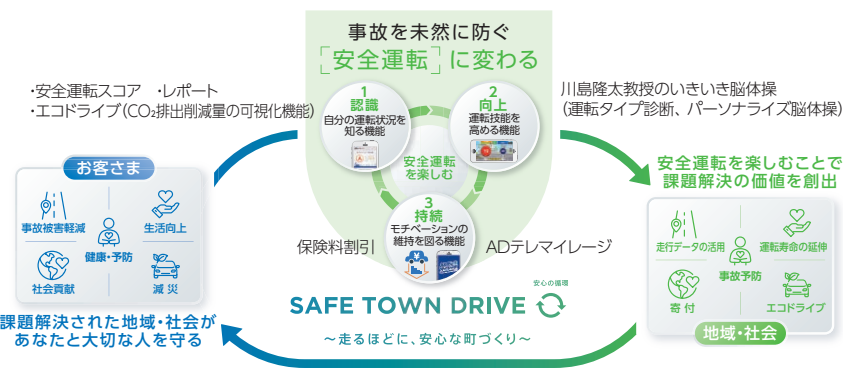 事故を未然に防ぐ
「安全運転」に変わる
・安全運転スコア ・レポート
・エコドライブ(CO₂排出削減量の可視化機能)
1
認識
自分の運転状況を
知る機能
2
向上
運転技能を
高める機能
川島隆太教授のいきいき脳体操
(運転タイプ診断、パーソナライズ脳体操)
安全運転
を楽しむ
3
持続
モチベーションの
維持を図る機能
保険料割引
ADテレマイレージ
お客さま
事故被害軽減
生活向上
健康・予防
社会貢献
減災
課題解決された地域・社会が
あなたと大切な人を守る
安全運転を楽しむことで
課題解決の価値を創出
走行データの活用
運転寿命の延伸
事故予防
寄付
エコドライブ
地域・社会
安心の循環
SAFE TOWN DRIVE
～走るほどに、安心な町づくり～